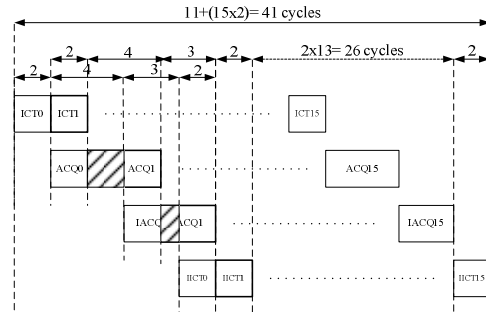 11+(15x2)= 41 cycles
2 4 3 2x13= 26 cycles 2
2 4 3 2 2
ICT0 ICT1 ICT15
ACQ0 ACQ1 ACQ15
IACQ ACQ1 IACQ15
IICT0 IICT1 IICT15